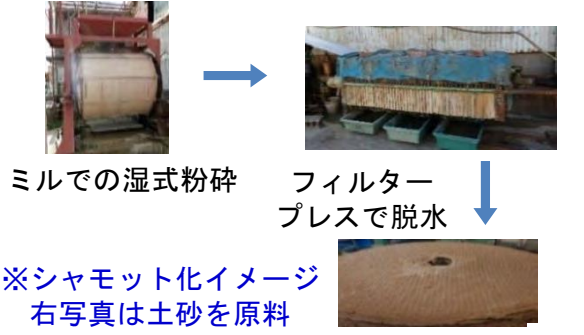 ミルでの湿式粉砕
フィルター
プレスで脱水
※シャモット化イメージ
右写真は土砂を原料